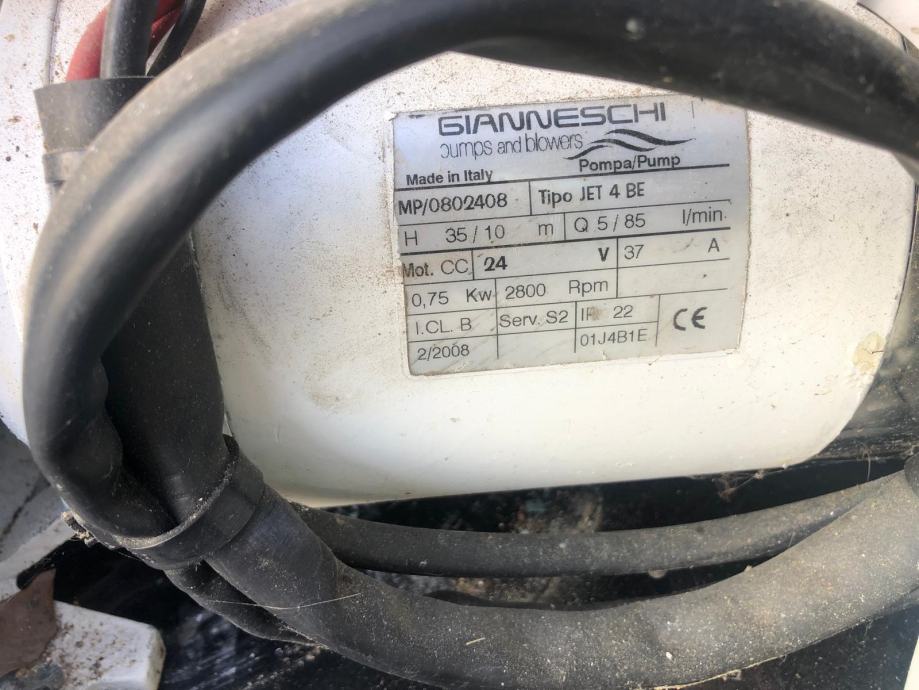 GIANNESCHI
pumps and blowers
Pompa/Pump
Made in Italy
MP/0802408 Tipo JET 4 BE
H 35/10 m Q 5/85 l/min.
Mot. CC 24 V 37 A
0,75 Kw 2800 Rpm
I.CL. B Serv. S2 IP 22 CE
2/2008 01J4B1E